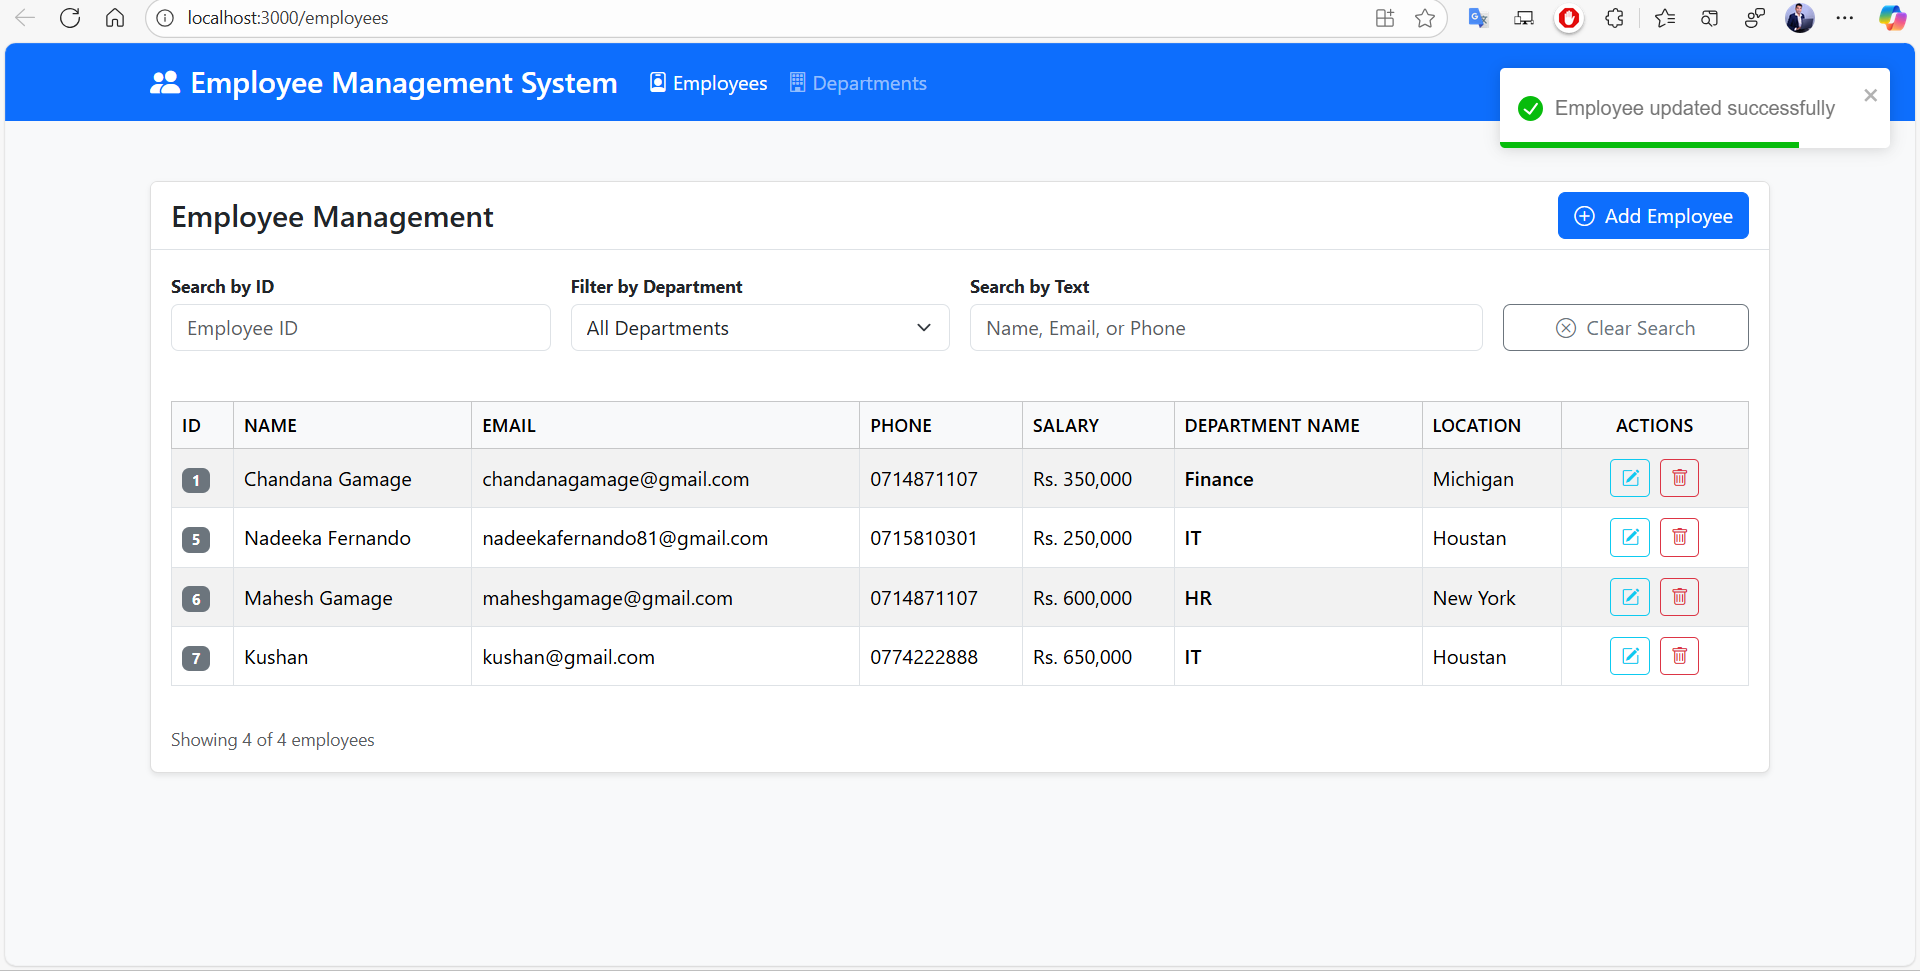 localhost:3000/employees
Employee Management System Employees Departments
Employee updated successfully
Employee Management Add Employee
Search by ID Filter by Department Search by Text
Employee ID All Departments Name, Email, or Phone Clear Search
ID NAME EMAIL PHONE SALARY DEPARTMENT NAME LOCATION ACTIONS
1 Chandana Gamage chandanagamage@gmail.com 0714871107 Rs. 350,000 Finance Michigan
5 Nadeeka Fernando nadeekafernando81@gmail.com 0715810301 Rs. 250,000 IT Houstan
6 Mahesh Gamage maheshgamage@gmail.com 0714871107 Rs. 600,000 HR New York
7 Kushan kushan@gmail.com 0774222888 Rs. 650,000 IT Houstan
Showing 4 of 4 employees